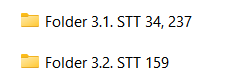 Folder 3.1. STT 34, 237
Folder 3.2. STT 159